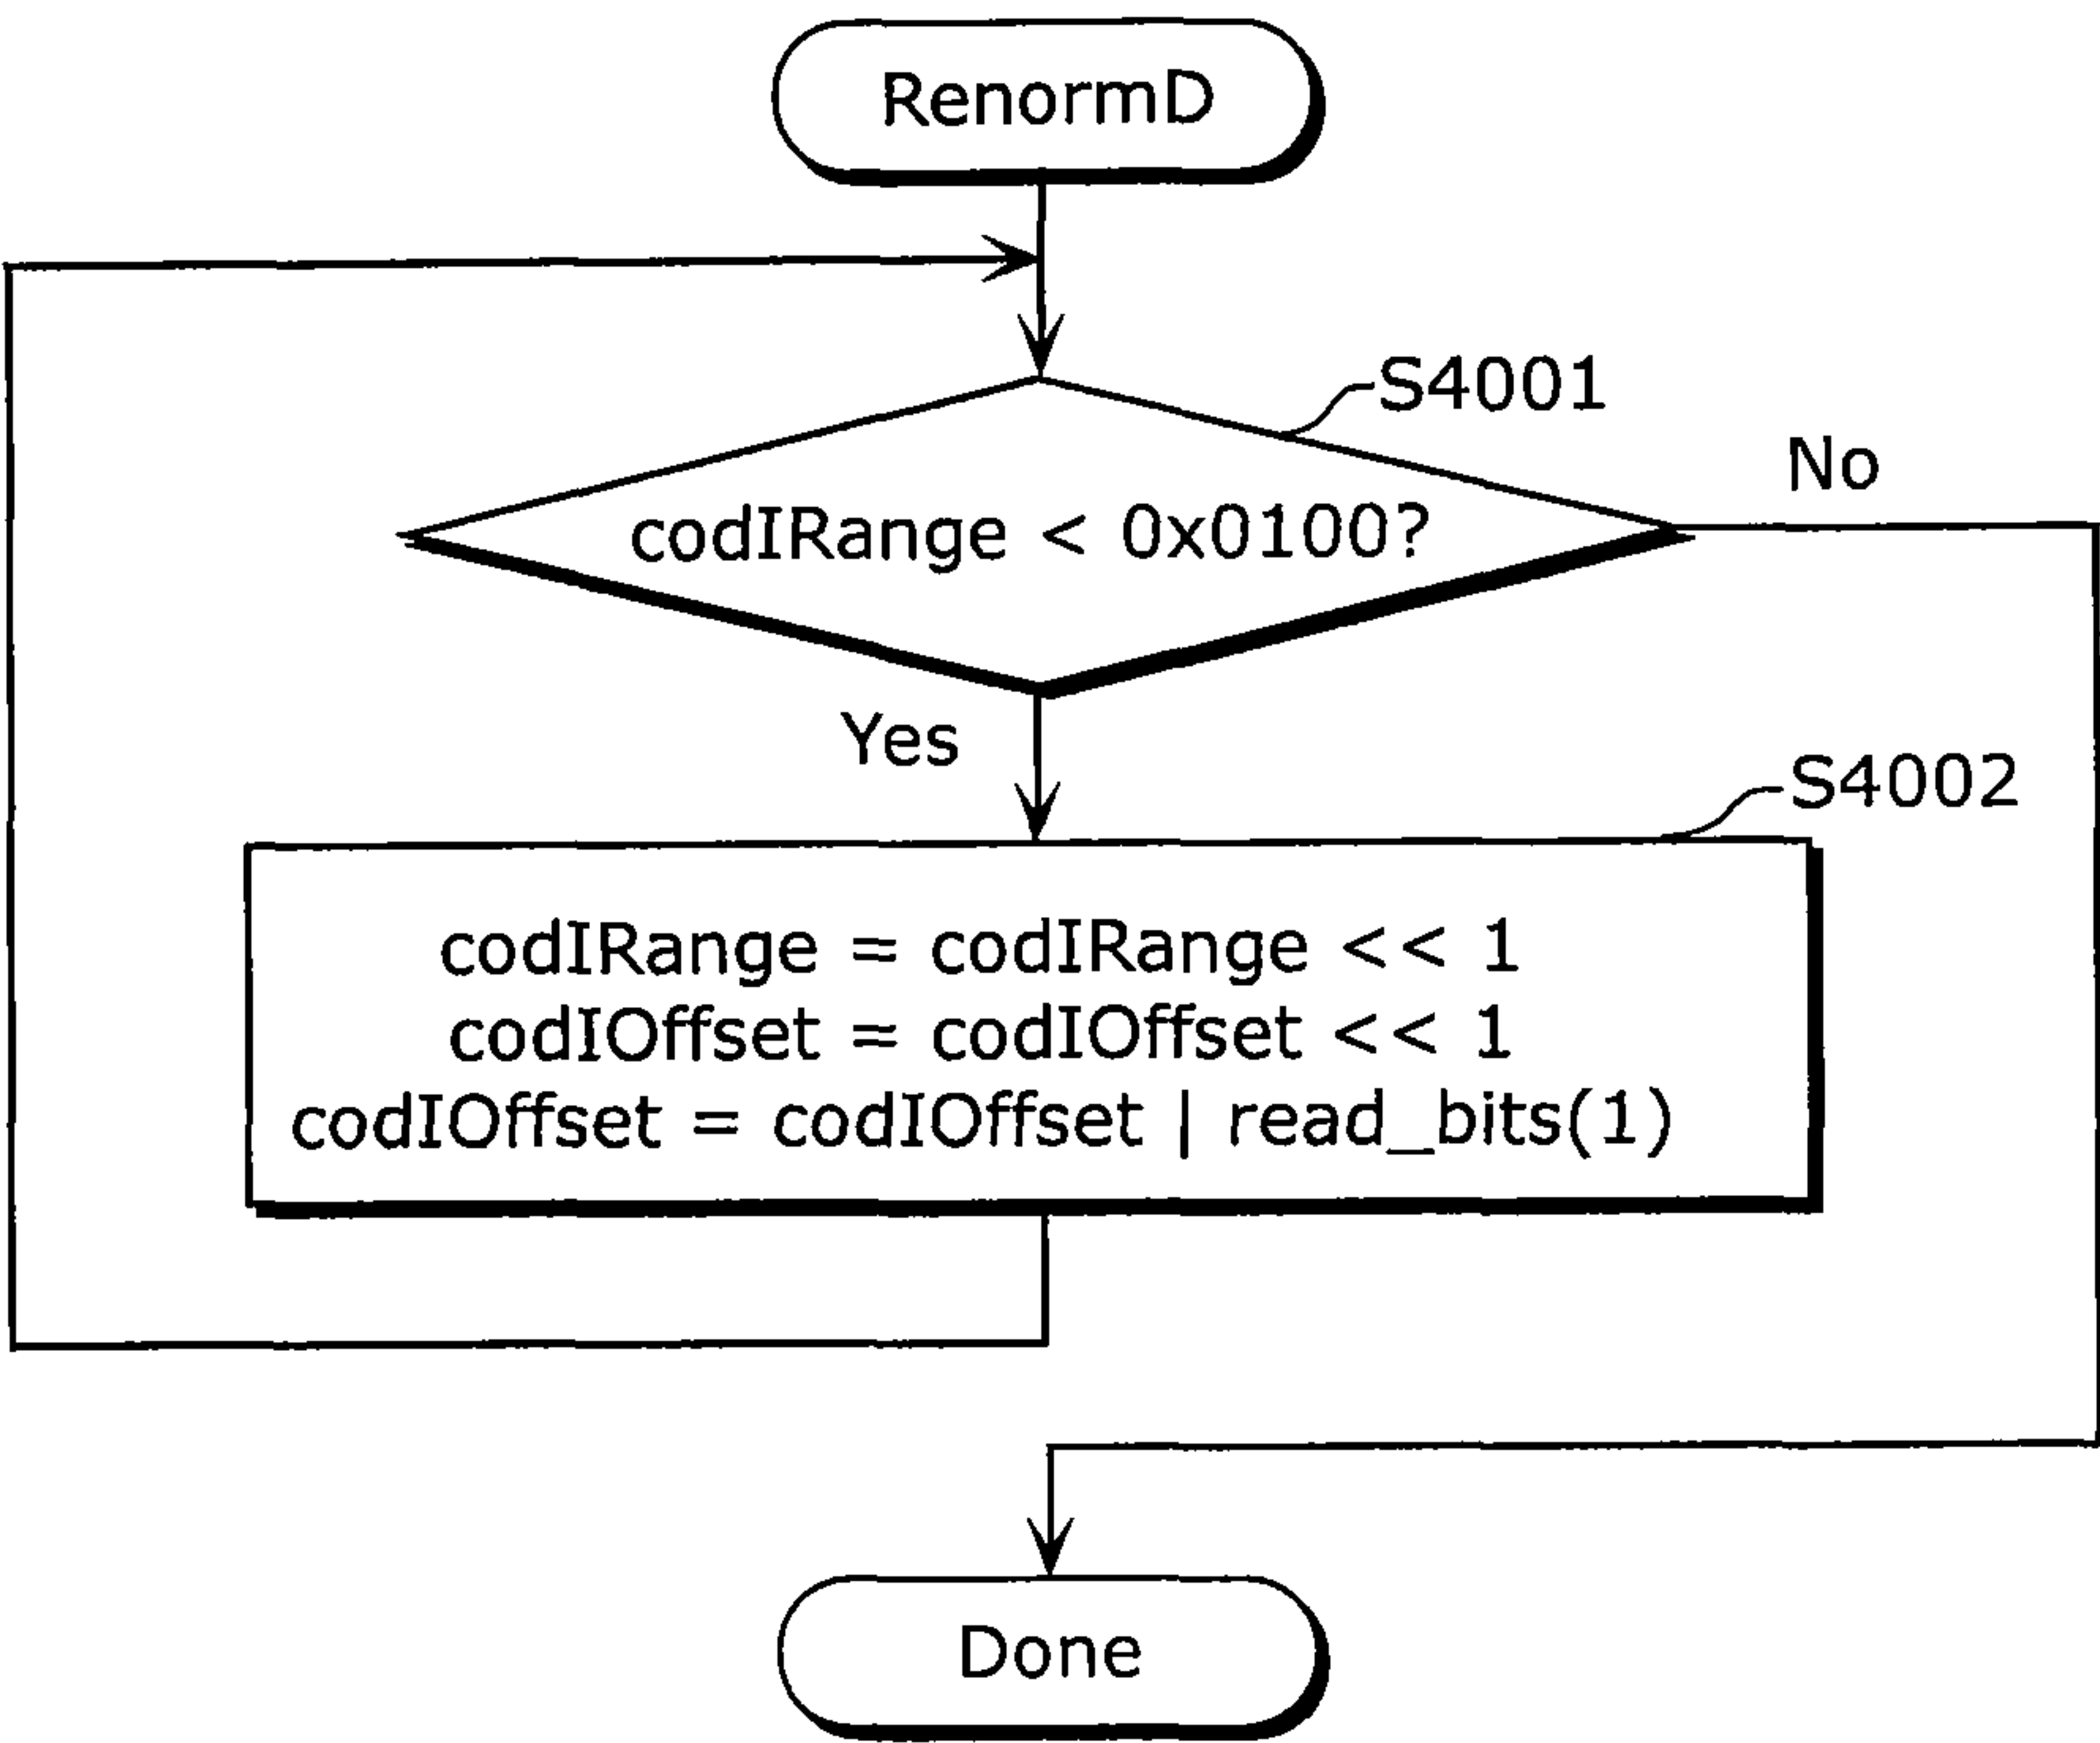 RenormD
S4001
No
codIRange < 0x0100?
Yes
S4002
codIRange = codIRange << 1
codIOffset = codIOffset << 1
codIOffset = codIOffset | read_bits(1)
Done